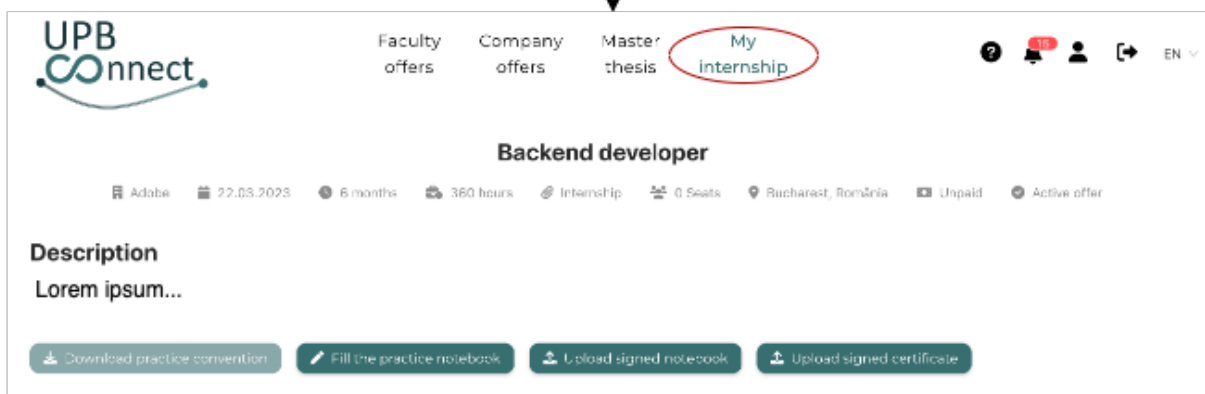 UPB
COnnect
Faculty offers
Company offers
Master thesis
My internship
16
EN
Backend developer
Adobe 22.03.2023 6 months 360 hours Internship 0 Seats Bucharest, România Unpaid Active offer
Description
Lorem ipsum...
Download practice convention Fill the practice notebook Upload signed notebook Upload signed certificate